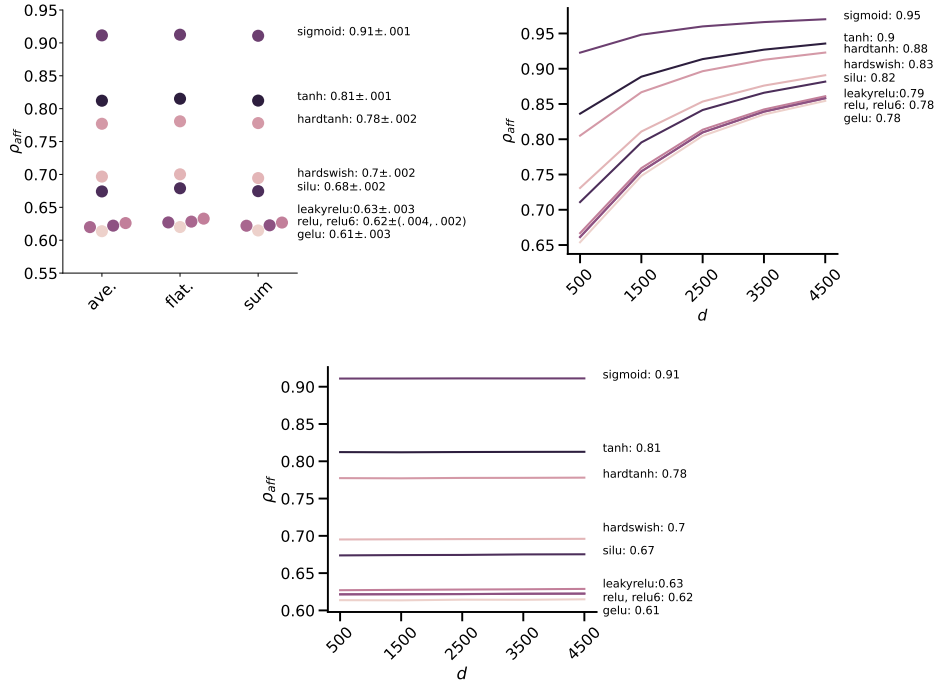 0.95
0.90
0.85
0.80
0.75
0.70
0.65
0.60
0.55
ρaff
ave.
flat.
sum
sigmoid: 0.91±.001
tanh: 0.81±.001
hardtanh: 0.78±.002
hardswish: 0.7±.002
silu: 0.68±.002
leakyrelu:0.63±.003
relu, relu6: 0.62±(.004, .002)
gelu: 0.61±.003
0.95
0.90
0.85
0.80
0.75
0.70
0.65
ρaff
500
1500
2500
3500
4500
d
sigmoid: 0.95
tanh: 0.9
hardtanh: 0.88
hardswish: 0.83
silu: 0.82
leakyrelu:0.79
relu, relu6: 0.78
gelu: 0.78
0.90
0.85
0.80
0.75
0.70
0.65
0.60
ρaff
500
1500
2500
3500
4500
d
sigmoid: 0.91
tanh: 0.81
hardtanh: 0.78
hardswish: 0.7
silu: 0.67
leakyrelu:0.63
relu, relu6: 0.62
gelu: 0.61